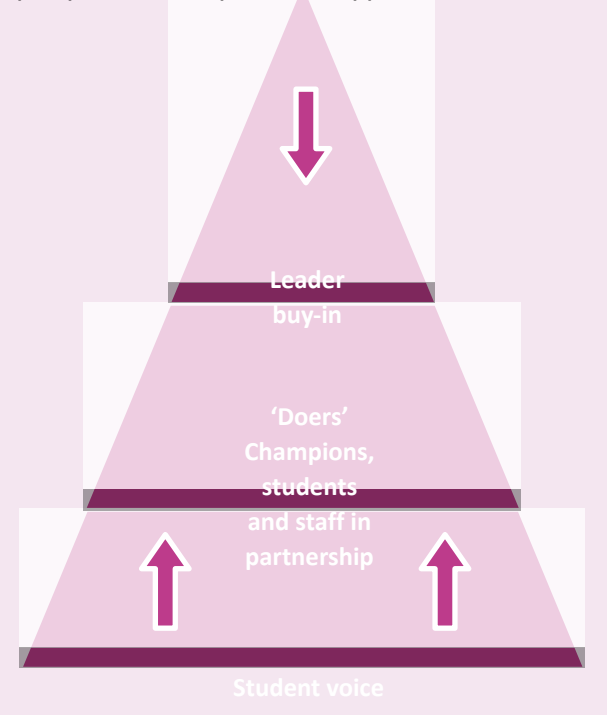 Leader
buy-in
‘Doers’
Champions,
students
and staff in
partnership
Student voice